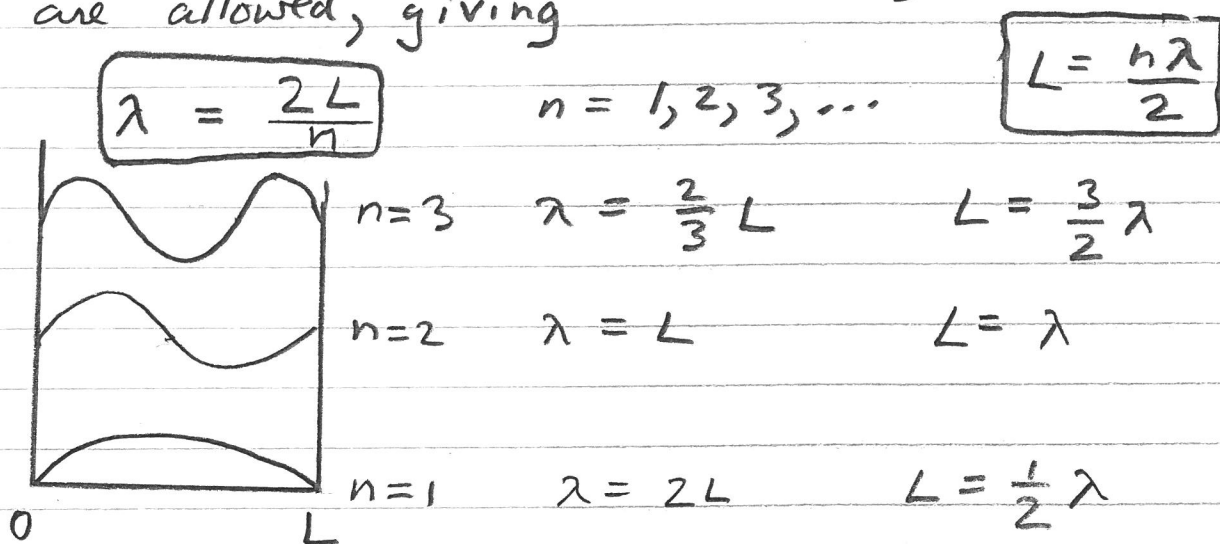 are allowed, giving
λ = 2L/n    n = 1, 2, 3, ...    L = nλ/2
n=3    λ = 2/3 L    L = 3/2 λ
n=2    λ = L    L = λ
n=1    λ = 2L    L = 1/2 λ
0    L